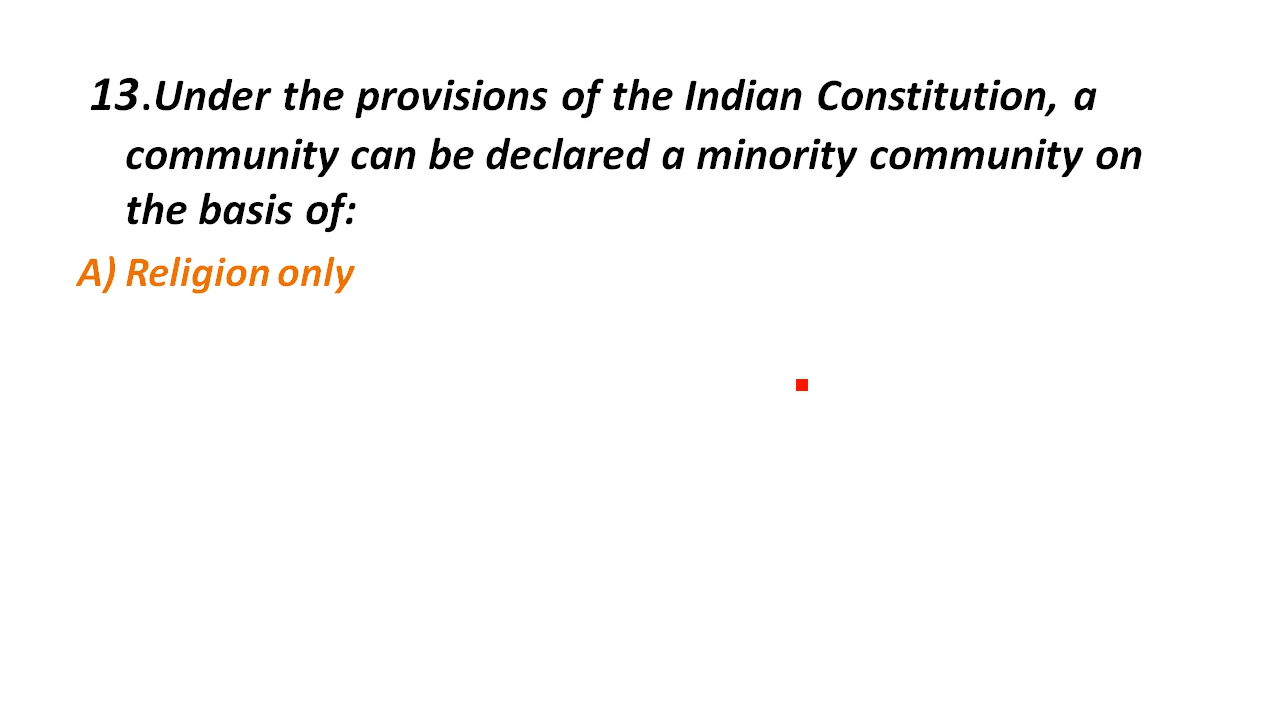 13.Under the provisions of the Indian Constitution, a
community can be declared a minority community on
the basis of:
A) Religion only